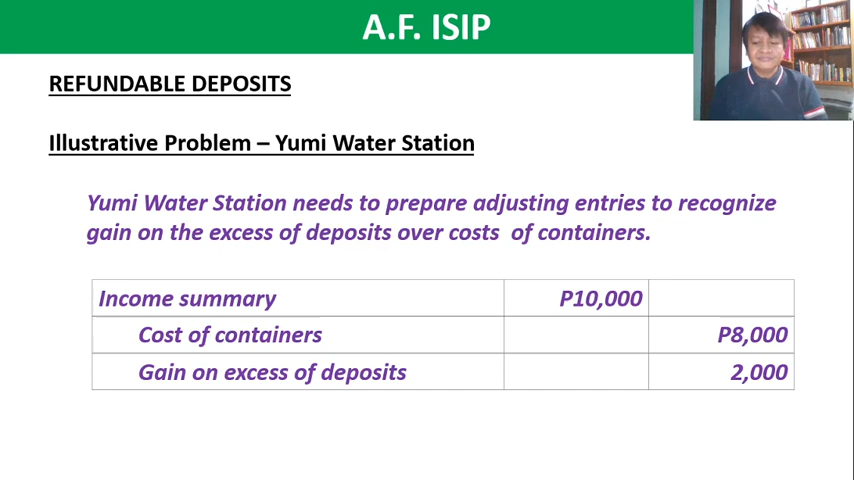 A.F. ISIP
REFUNDABLE DEPOSITS
Illustrative Problem – Yumi Water Station
Yumi Water Station needs to prepare adjusting entries to recognize
gain on the excess of deposits over costs of containers.
Income summary P10,000
Cost of containers P8,000
Gain on excess of deposits 2,000